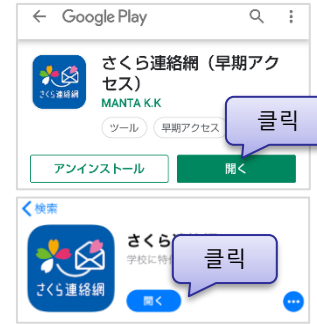 Google Play
さくら連絡網（早期アク
セス）
MANTA K.K
さくら連絡網
ツール
早期アクセス
클릭
アンインストール
開く
検索
さくら
学校に特
클릭
さくら連絡網
開く